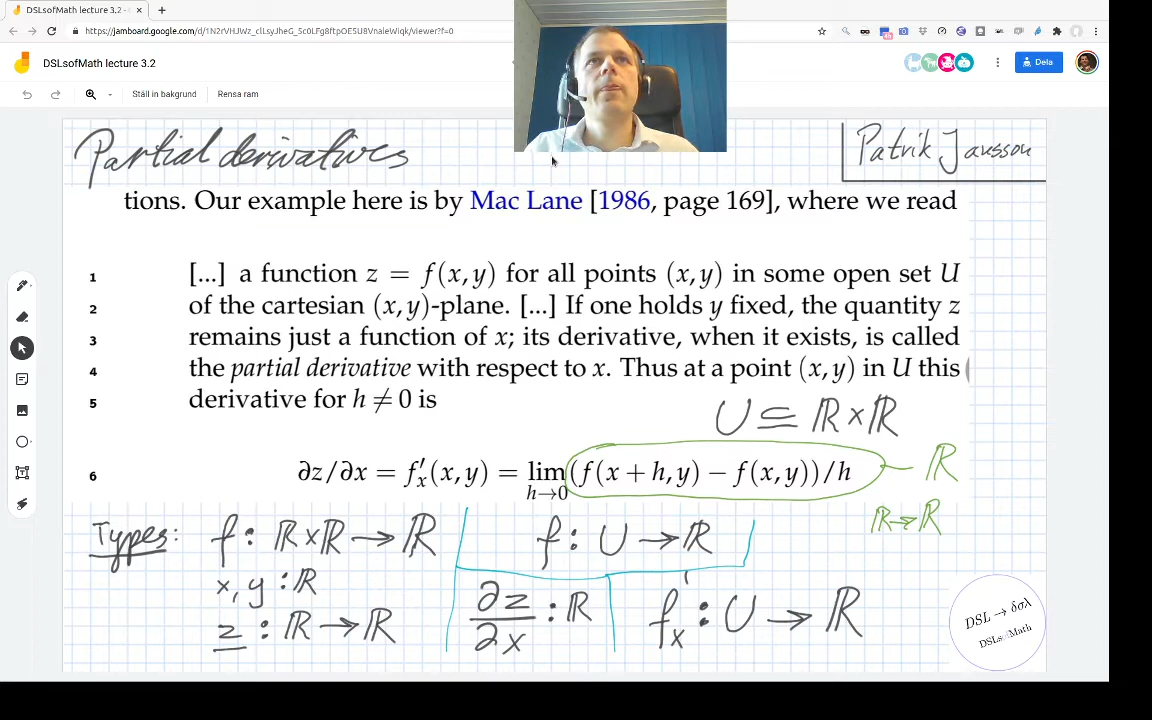 DSLsofMath lecture 3.2 -
https://jamboard.google.com/d/1N2rVHJWz_clLsyJheG_5c0LFg8ftpOE5U8VnaleWiqk/viewer?f=0
DSLsofMath lecture 3.2
Dela
Ställ in bakgrund Rensa ram
Partial derivatives
Patrik Jansson
tions. Our example here is by Mac Lane [1986, page 169], where we read
1 [...] a function z = f(x,y) for all points (x,y) in some open set U
2 of the cartesian (x,y)-plane. [...] If one holds y fixed, the quantity z
3 remains just a function of x; its derivative, when it exists, is called
4 the partial derivative with respect to x. Thus at a point (x,y) in U this (
5 derivative for h ≠ 0 is
U ⊆ ℝ×ℝ
6 ∂z/∂x = f′ₓ(x,y) = lim h→0 (f(x + h,y) − f(x,y))/h
ℝ
ℝ→ℝ
Types: f : ℝ×ℝ → ℝ
f : U → ℝ
x, y : ℝ
z : ℝ → ℝ
∂z/∂x : ℝ
f′ₓ : U → ℝ
DSL → δσλ
DSLsofMath